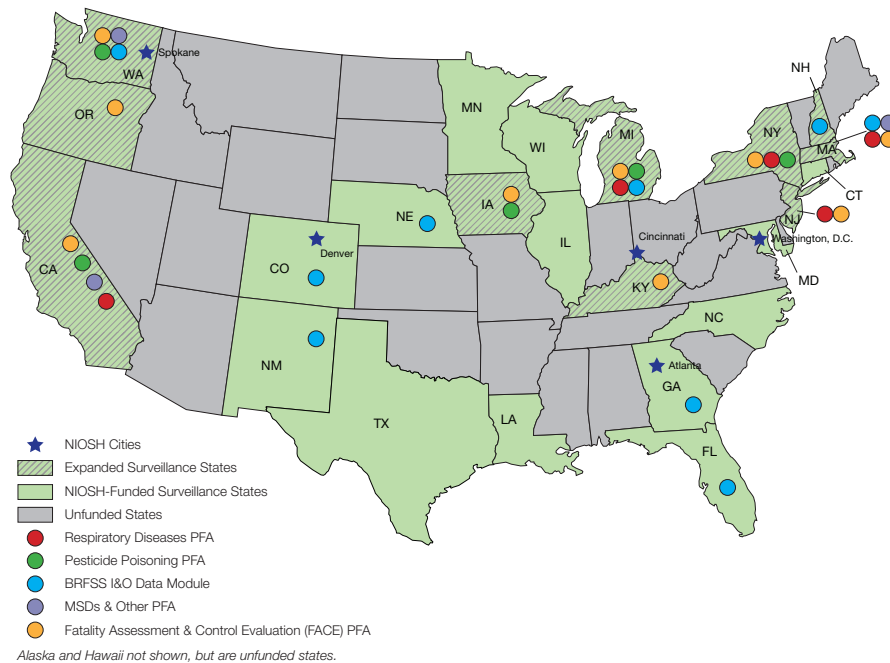 NH
Spokane
WA
MN
OR
NY
MI
WI
MA
IA
NE
CT
NJ
Cincinnati
Washington, D.C.
IL
Denver
CO
CA
MD
KY
NC
NM
Atlanta
GA
TX
LA
FL
NIOSH Cities
Expanded Surveillance States
NIOSH-Funded Surveillance States
Unfunded States
Respiratory Diseases PFA
Pesticide Poisoning PFA
BRFSS I&O Data Module
MSDs & Other PFA
Fatality Assessment & Control Evaluation (FACE) PFA
Alaska and Hawaii not shown, but are unfunded states.